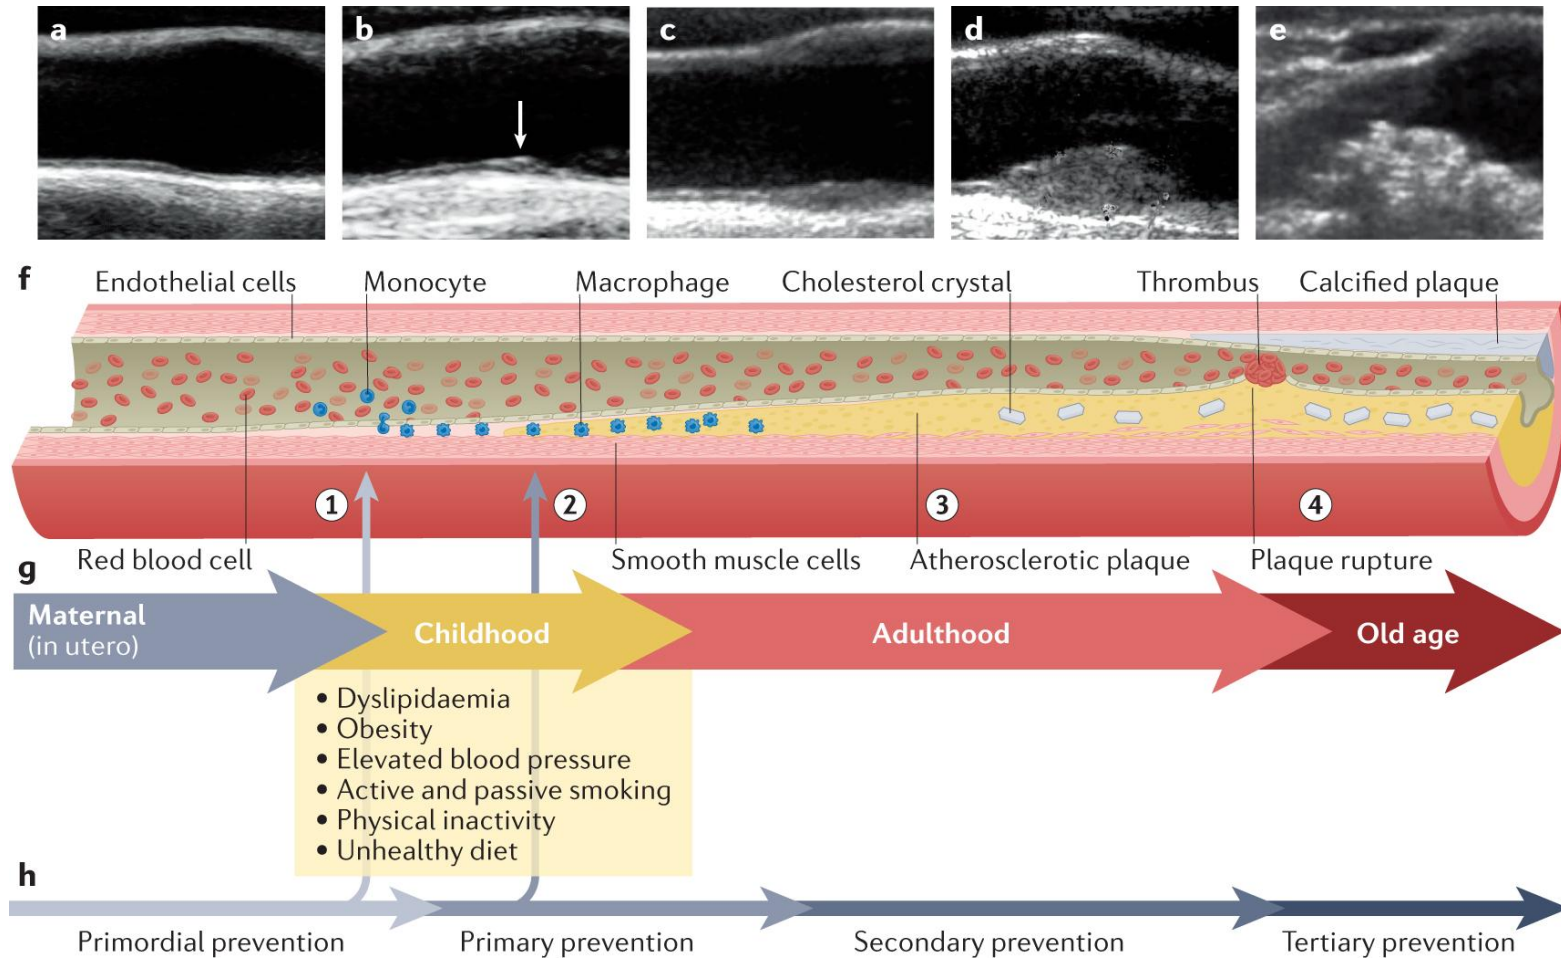 a
b
c
d
e
f
Endothelial cells
Monocyte
Macrophage
Cholesterol crystal
Thrombus
Calcified plaque
1
2
3
4
Red blood cell
Smooth muscle cells
Atherosclerotic plaque
Plaque rupture
g
Maternal
(in utero)
Childhood
Adulthood
Old age
• Dyslipidaemia
• Obesity
• Elevated blood pressure
• Active and passive smoking
• Physical inactivity
• Unhealthy diet
h
Primordial prevention
Primary prevention
Secondary prevention
Tertiary prevention